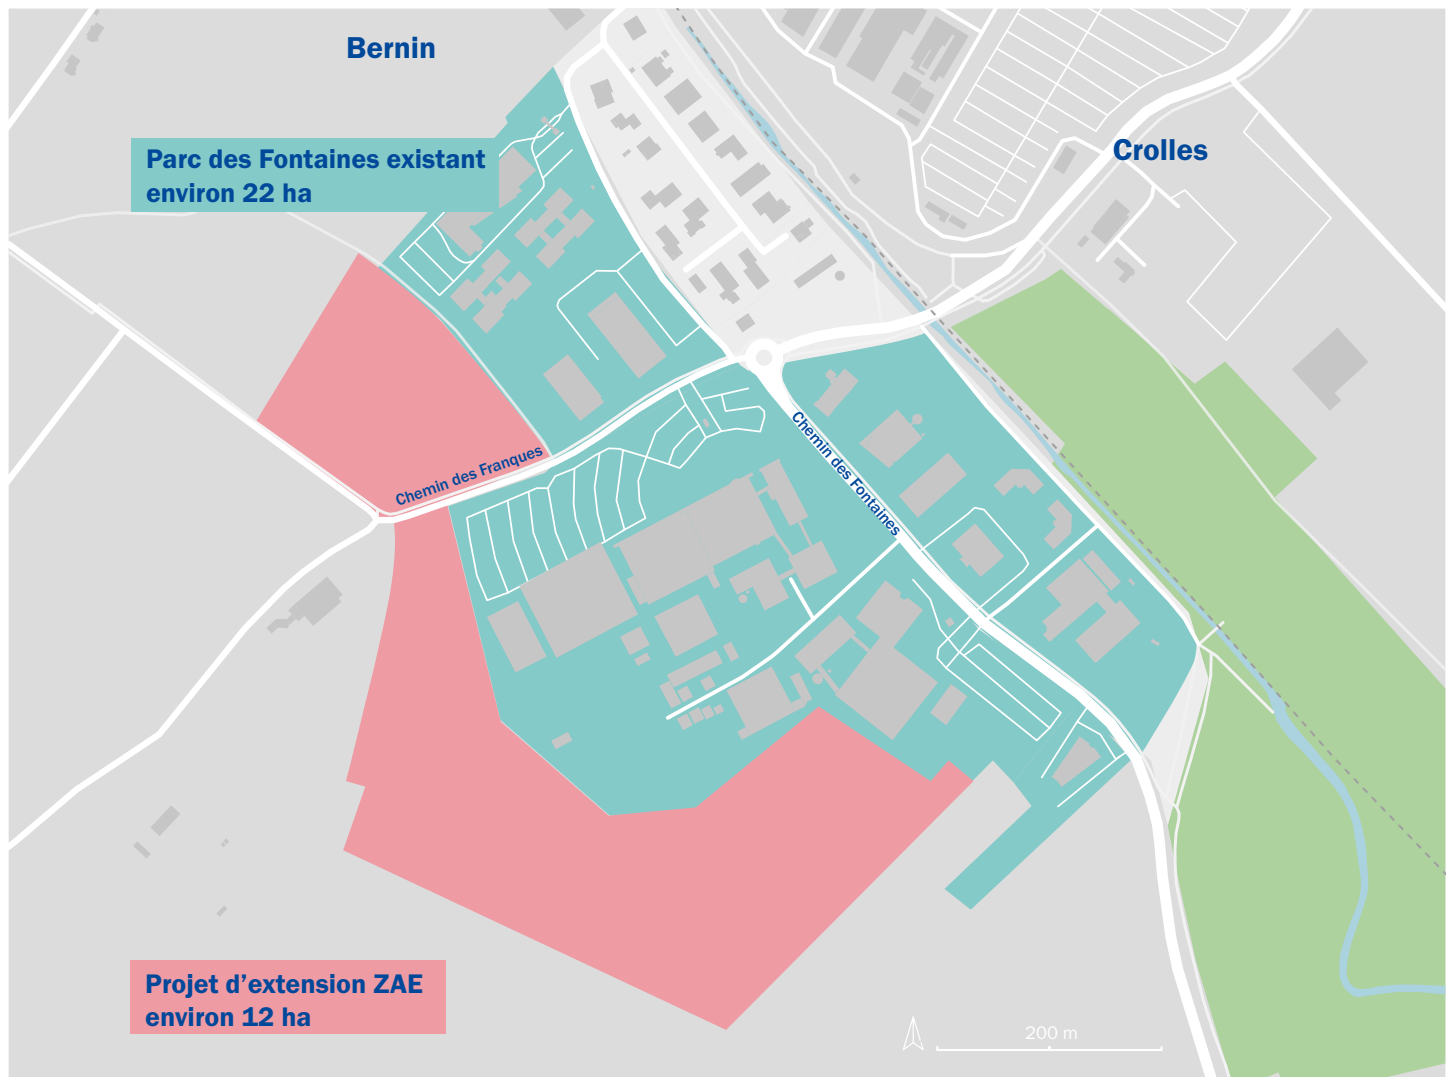 Bernin
Crolles
Parc des Fontaines existant
environ 22 ha
Chemin des Fontaines
Chemin des Franques
Projet d’extension ZAE
environ 12 ha
200 m